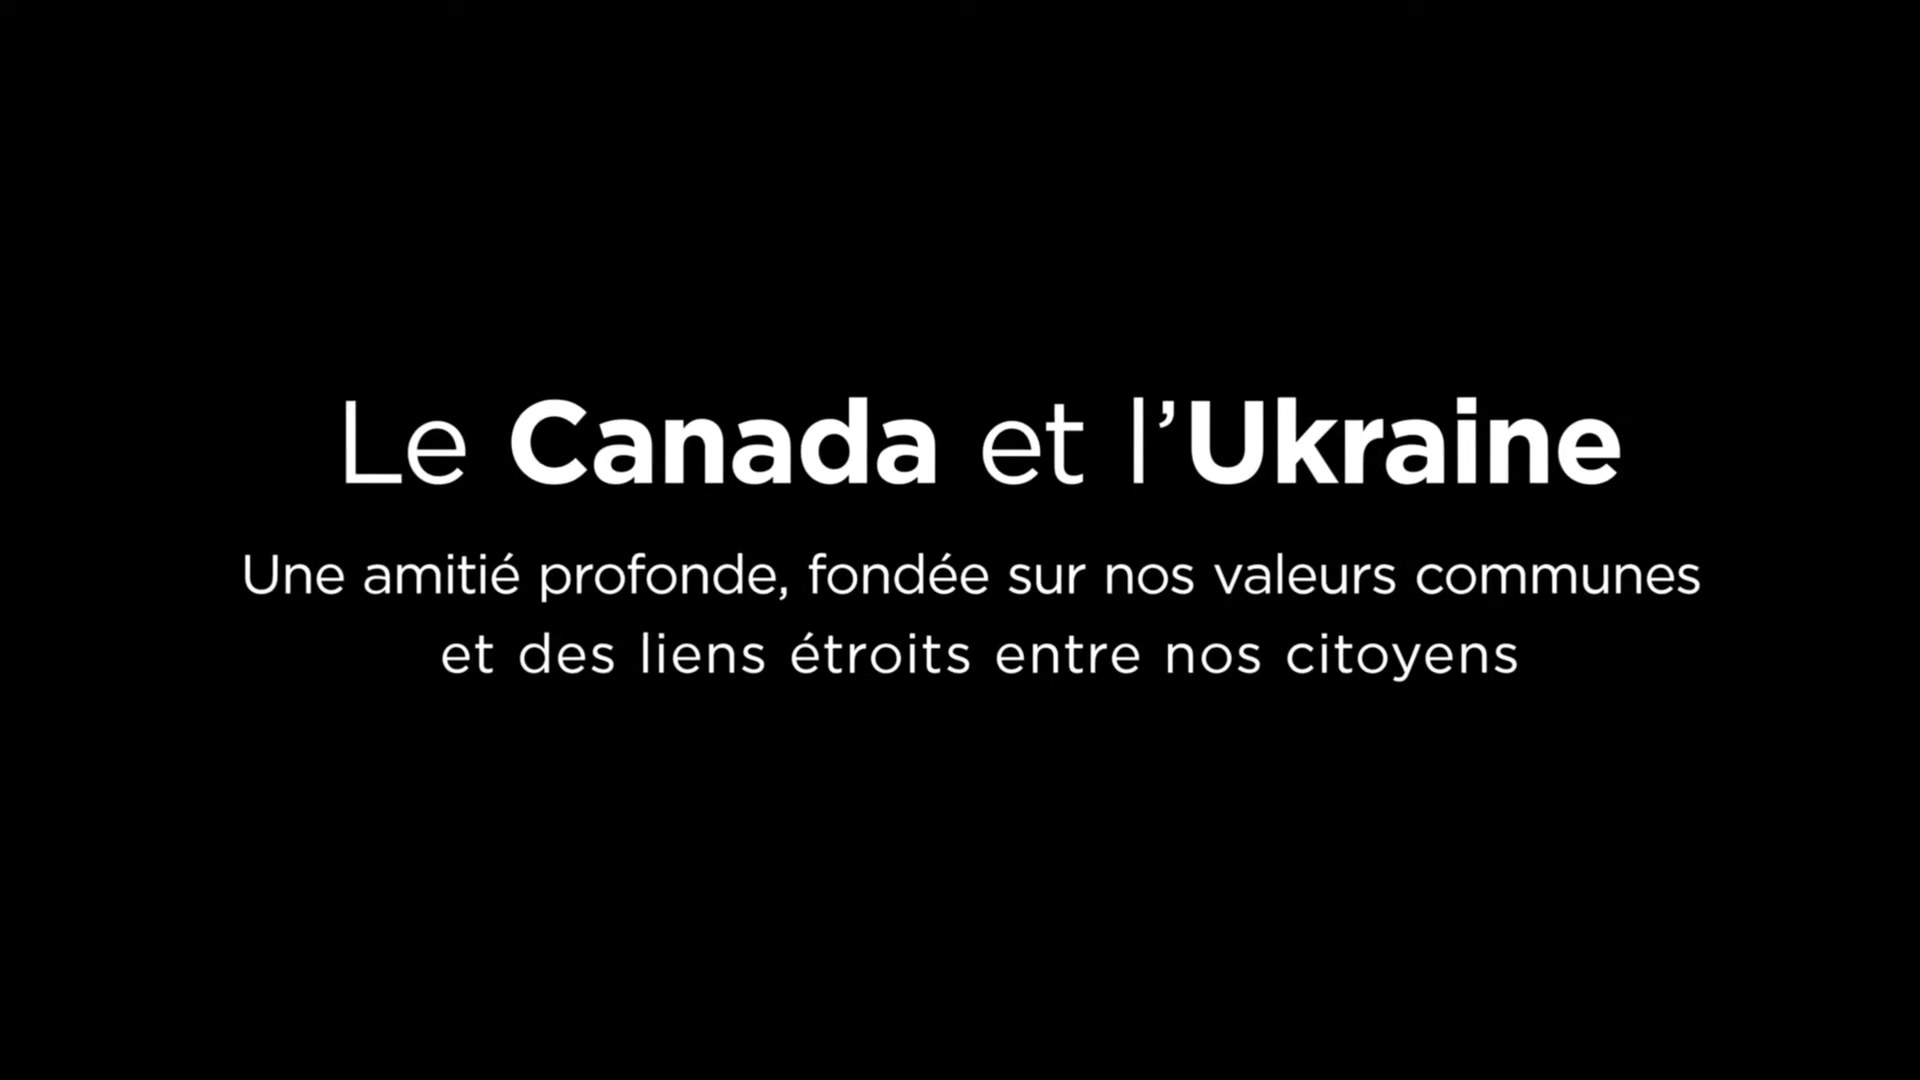 Le Canada et l’Ukraine
Une amitié profonde, fondée sur nos valeurs communes
et des liens étroits entre nos citoyens